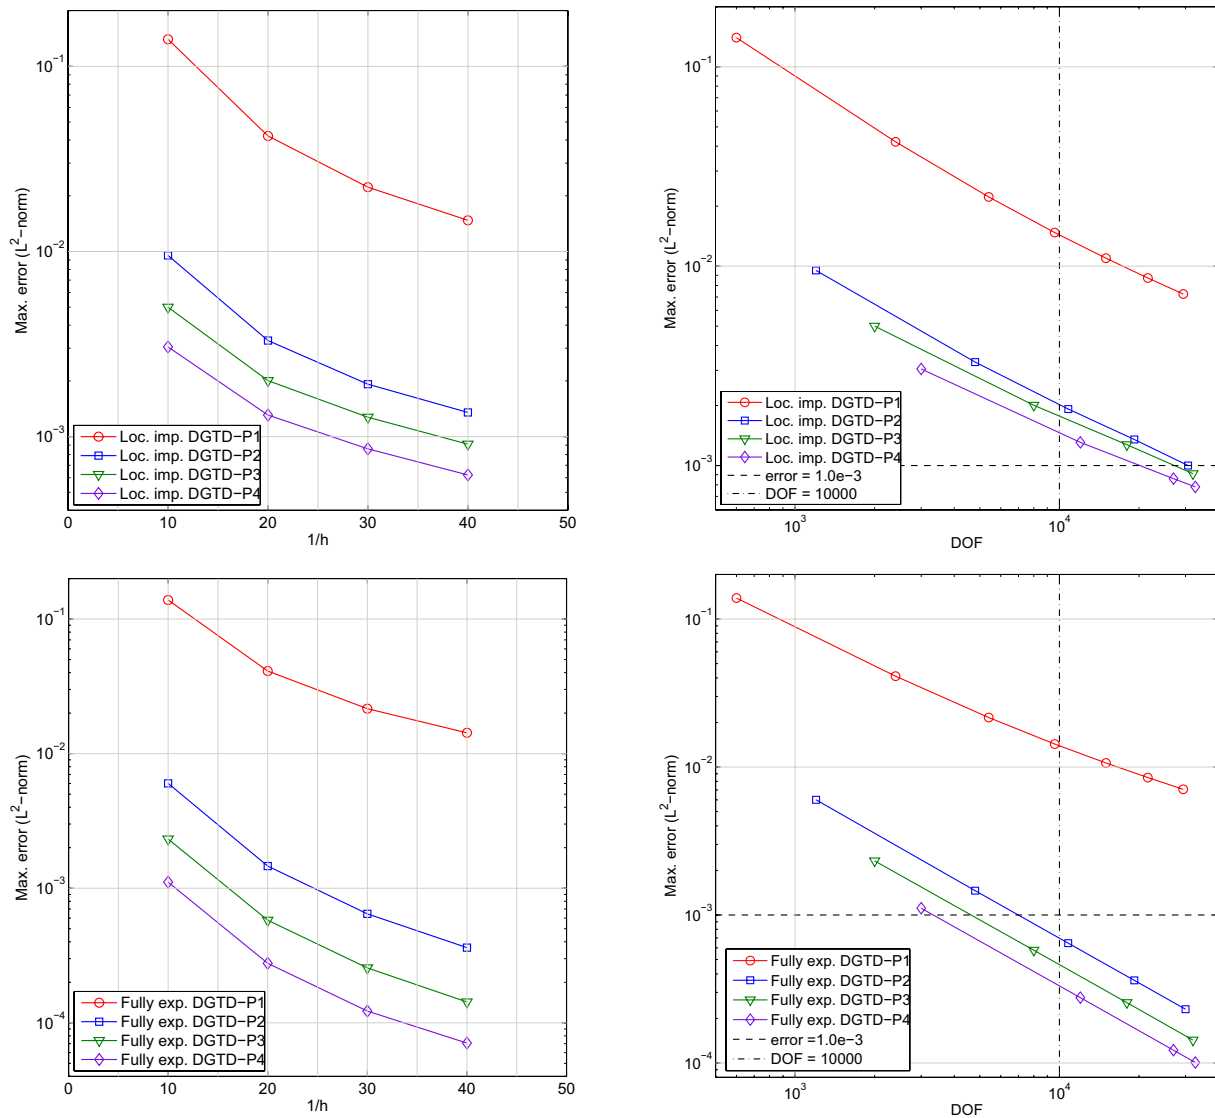 10^-1
10^-2
10^-3
Max. error (L^2-norm)
Loc. imp. DGTD-P1
Loc. imp. DGTD-P2
Loc. imp. DGTD-P3
Loc. imp. DGTD-P4
0 10 20 30 40 50
1/h
10^-1
10^-2
10^-3
Max. error (L^2-norm)
Loc. imp. DGTD-P1
Loc. imp. DGTD-P2
Loc. imp. DGTD-P3
Loc. imp. DGTD-P4
error = 1.0e-3
DOF = 10000
10^3 10^4
DOF
10^-1
10^-2
10^-3
10^-4
Max. error (L^2-norm)
Fully exp. DGTD-P1
Fully exp. DGTD-P2
Fully exp. DGTD-P3
Fully exp. DGTD-P4
0 10 20 30 40 50
1/h
10^-1
10^-2
10^-3
10^-4
Max. error (L^2-norm)
Fully exp. DGTD-P1
Fully exp. DGTD-P2
Fully exp. DGTD-P3
Fully exp. DGTD-P4
error =1.0e-3
DOF = 10000
10^3 10^4
DOF